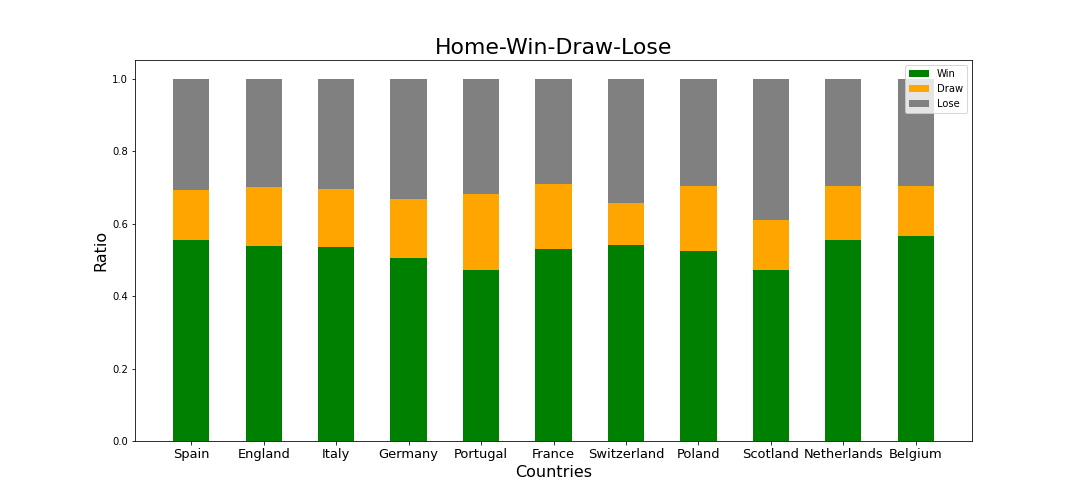 Home-Win-Draw-Lose
Win
Draw
Lose
1.0
0.8
0.6
0.4
0.2
0.0
Ratio
Spain England Italy Germany Portugal France Switzerland Poland Scotland Netherlands Belgium
Countries